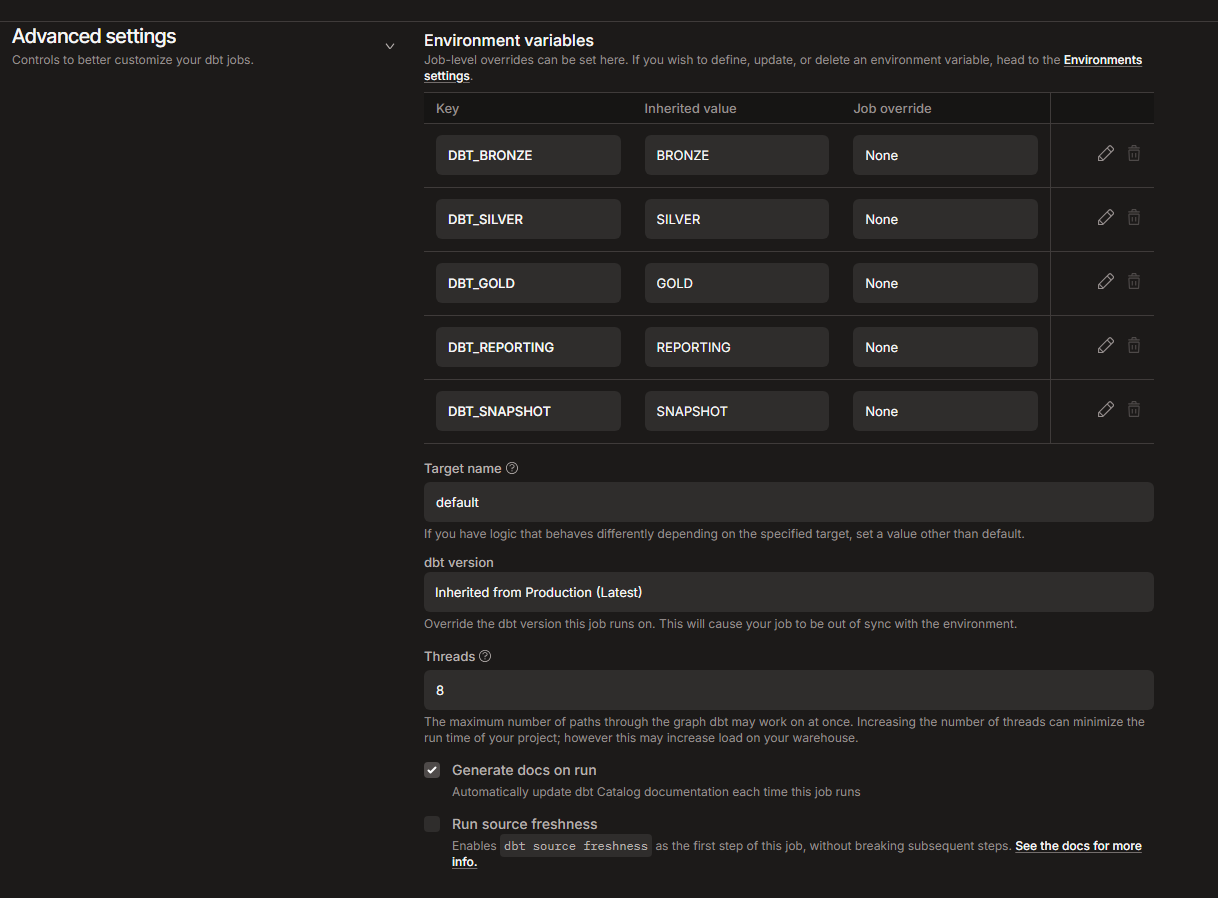 Advanced settings
Controls to better customize your dbt jobs.
Environment variables
Job-level overrides can be set here. If you wish to define, update, or delete an environment variable, head to the Environments
settings.
Key Inherited value Job override
DBT_BRONZE BRONZE None
DBT_SILVER SILVER None
DBT_GOLD GOLD None
DBT_REPORTING REPORTING None
DBT_SNAPSHOT SNAPSHOT None
Target name
default
If you have logic that behaves differently depending on the specified target, set a value other than default.
dbt version
Inherited from Production (Latest)
Override the dbt version this job runs on. This will cause your job to be out of sync with the environment.
Threads
8
The maximum number of paths through the graph dbt may work on at once. Increasing the number of threads can minimize the
run time of your project; however this may increase load on your warehouse.
Generate docs on run
Automatically update dbt Catalog documentation each time this job runs
Run source freshness
Enables dbt source freshness as the first step of this job, without breaking subsequent steps. See the docs for more
info.